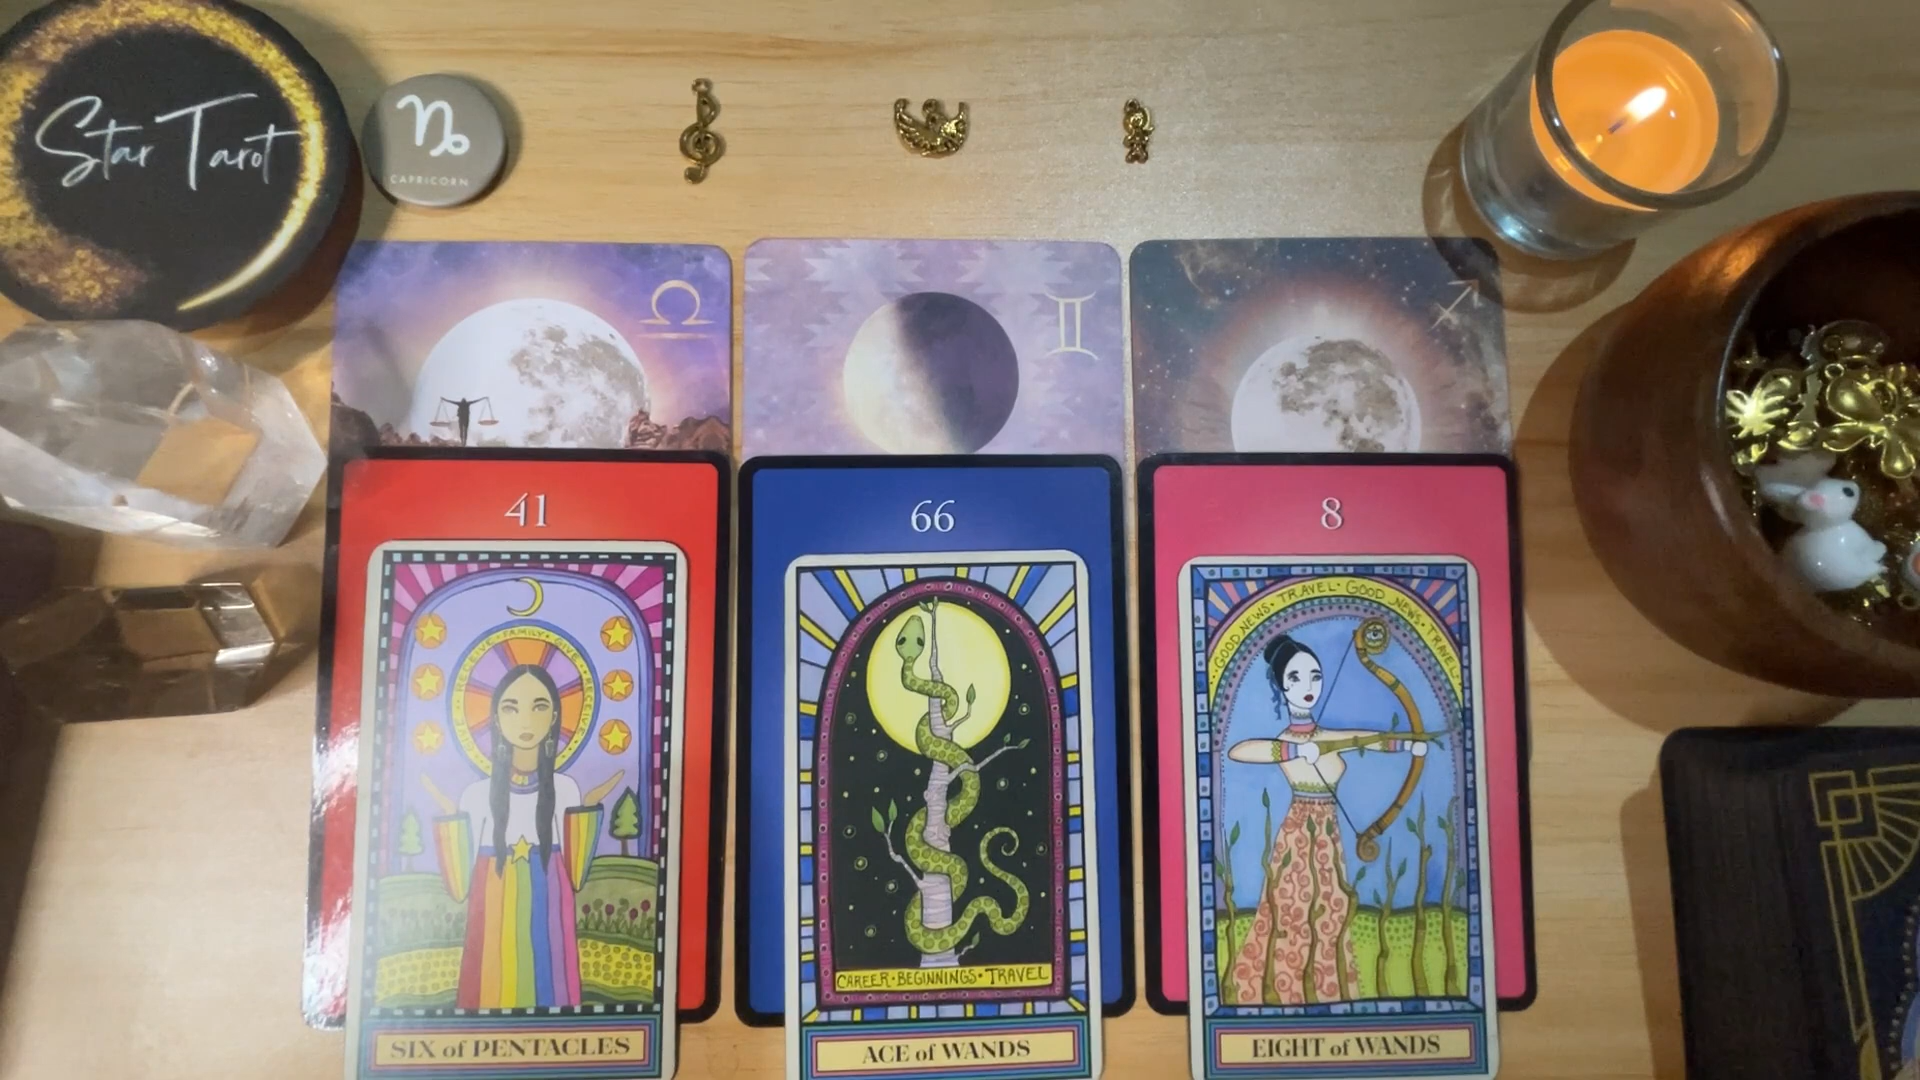 Star Tarot
CAPRICORN
41
66
8
GIVE · RECEIVE · FAMILY · GIVE · RECEIVE
GOOD NEWS · TRAVEL · GOOD NEWS · TRAVEL
CAREER · BEGINNINGS · TRAVEL
SIX of PENTACLES
ACE of WANDS
EIGHT of WANDS